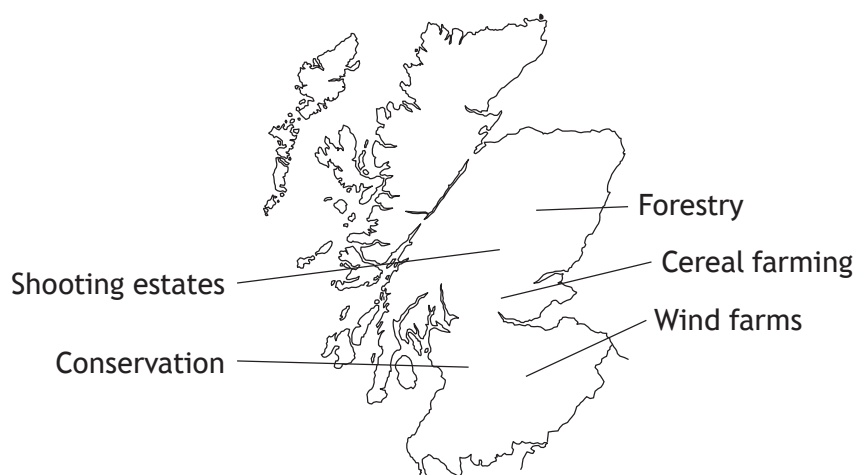 Forestry
Cereal farming
Shooting estates
Wind farms
Conservation